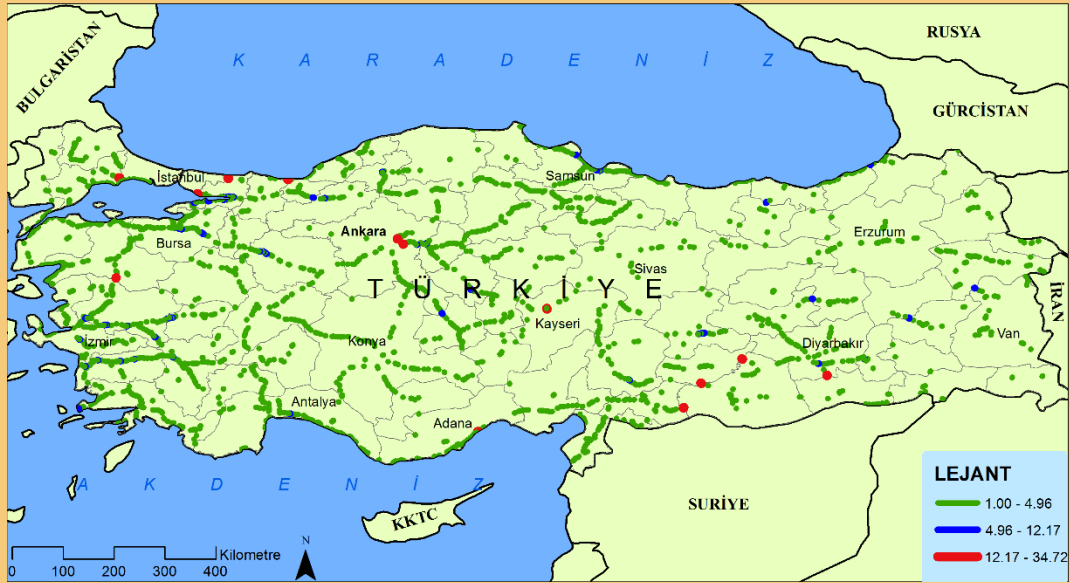 RUSYA
BULGARİSTAN
K A R A D E N İ Z
GÜRCİSTAN
İstanbul
Samsun
Ankara
Erzurum
Bursa
Sivas
T Ü R K İ Y E
İRAN
Kayseri
Van
İzmir
Konya
Diyarbakır
Antalya
Adana
A K D E N İ Z
SURİYE
KKTC
LEJANT
1.00 - 4.96
4.96 - 12.17
12.17 - 34.72
N
Kilometre
0 100 200 300 400